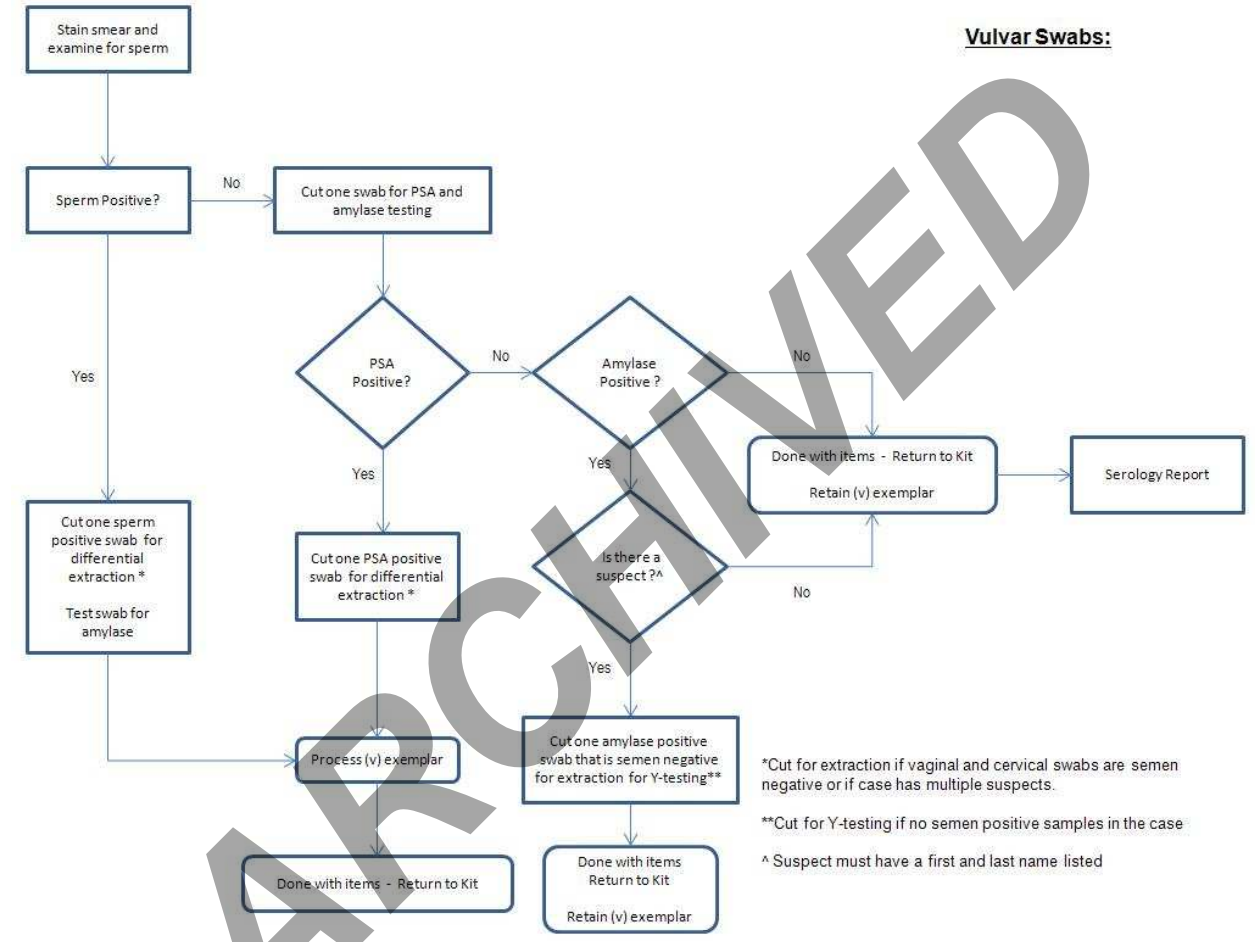 Vulvar Swabs:
Stain smear and
examine for sperm
Sperm Positive?
No
Cut one swab for PSA and
amylase testing
Yes
PSA
Positive?
No
Amylase
Positive ?
No
Yes
Yes
Done with items - Return to Kit
Retain (v) exemplar
Serology Report
Cut one sperm
positive swab for
differential
extraction *
Test swab for
amylase
Cut one PSA positive
swab for differential
extraction *
Is there a
suspect ?^
No
Yes
Process (v) exemplar
Cut one amylase positive
swab that is semen negative
for extraction for Y-testing**
*Cut for extraction if vaginal and cervical swabs are semen
negative or if case has multiple suspects.
**Cut for Y-testing if no semen positive samples in the case
^ Suspect must have a first and last name listed
Done with items - Return to Kit
Done with items
Return to Kit
Retain (v) exemplar
ARCHIVED